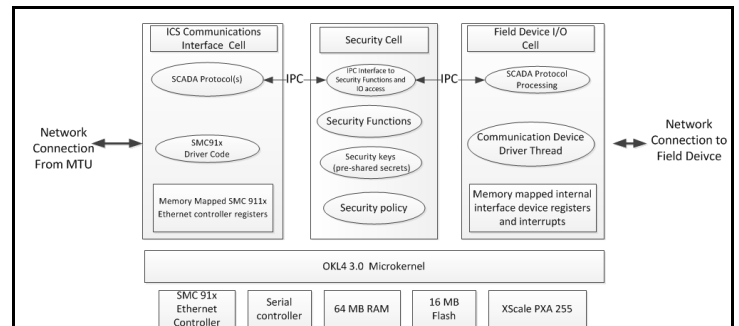 ICS Communications
Interface Cell
SCADA Protocol(s)
SMC91x
Driver Code
Memory Mapped SMC 911x
Ethernet controller registers
Security Cell
IPC Interface to
Security Functions and
IO access
Security Functions
Security keys
(pre-shared secrets)
Security policy
Field Device I/O
Cell
SCADA Protocol
Processing
Communication Device
Driver Thread
Memory mapped internal
interface device registers
and interrupts
IPC
IPC
Network
Connection
From MTU
Network
Connection to
Field Deivce
OKL4 3.0 Microkernel
SMC 91x
Ethernet
Controller
Serial
controller
64 MB RAM
16 MB
Flash
XScale PXA 255